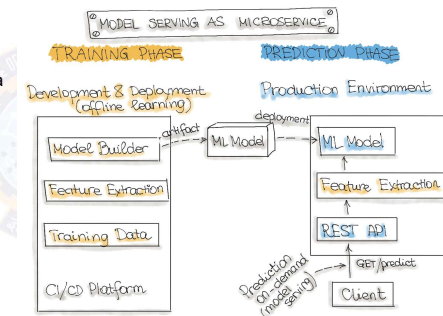 MODEL SERVING AS MICROSERVICE
TRAINING PHASE
PREDICTION PHASE
Development & Deployment
(offline learning)
Production Environment
Model Builder
Feature Extraction
Training Data
CI/CD Platform
artifact
ML Model
deployment
ML Model
Feature Extraction
REST API
GET/predict
Prediction
on-demand
(model
serving)
Client